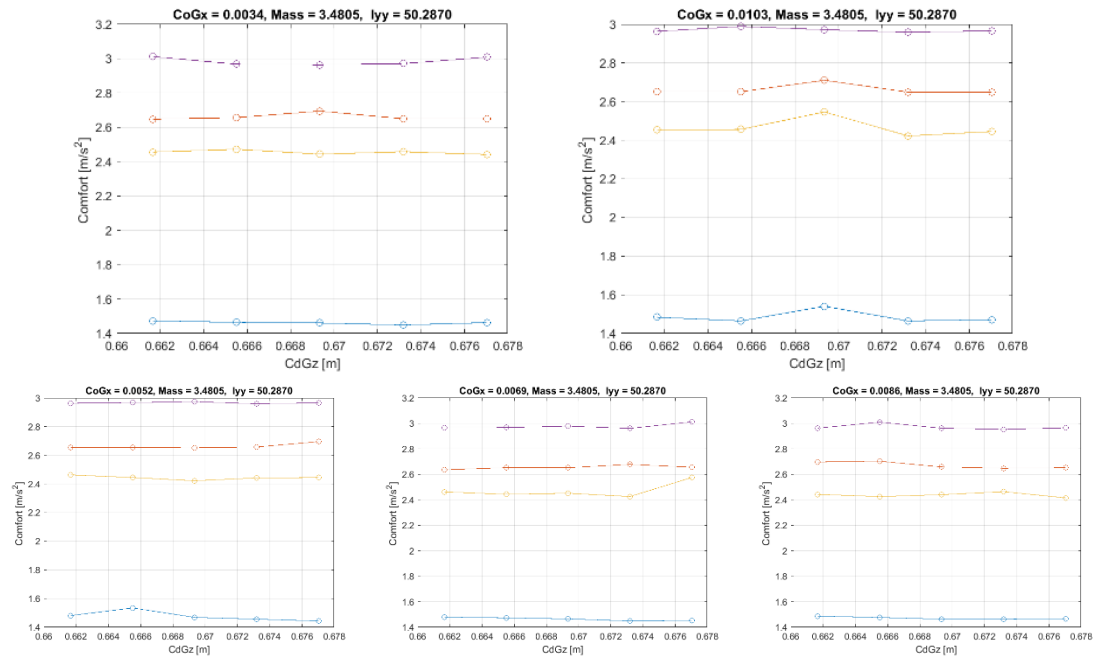 CoGx = 0.0034, Mass = 3.4805, Iyy = 50.2870
3.2
3
2.8
2.6
2.4
2.2
2
1.8
1.6
1.4
Comfort [m/s²]
0.66 0.662 0.664 0.666 0.668 0.67 0.672 0.674 0.676 0.678
CdGz [m]
CoGx = 0.0103, Mass = 3.4805, Iyy = 50.2870
3
2.8
2.6
2.4
2.2
2
1.8
1.6
1.4
Comfort [m/s²]
0.66 0.662 0.664 0.666 0.668 0.67 0.672 0.674 0.676 0.678
CdGz [m]
CoGx = 0.0052, Mass = 3.4805, Iyy = 50.2870
3
2.8
2.6
2.4
2.2
2
1.8
1.6
1.4
Comfort [m/s²]
0.66 0.662 0.664 0.666 0.668 0.67 0.672 0.674 0.676 0.678
CdGz [m]
CoGx = 0.0069, Mass = 3.4805, Iyy = 50.2870
3.2
3
2.8
2.6
2.4
2.2
2
1.8
1.6
1.4
Comfort [m/s²]
0.66 0.662 0.664 0.666 0.668 0.67 0.672 0.674 0.676 0.678
CdGz [m]
CoGx = 0.0086, Mass = 3.4805, Iyy = 50.2870
3.2
3
2.8
2.6
2.4
2.2
2
1.8
1.6
1.4
Comfort [m/s²]
0.66 0.662 0.664 0.666 0.668 0.67 0.672 0.674 0.676 0.678
CdGz [m]